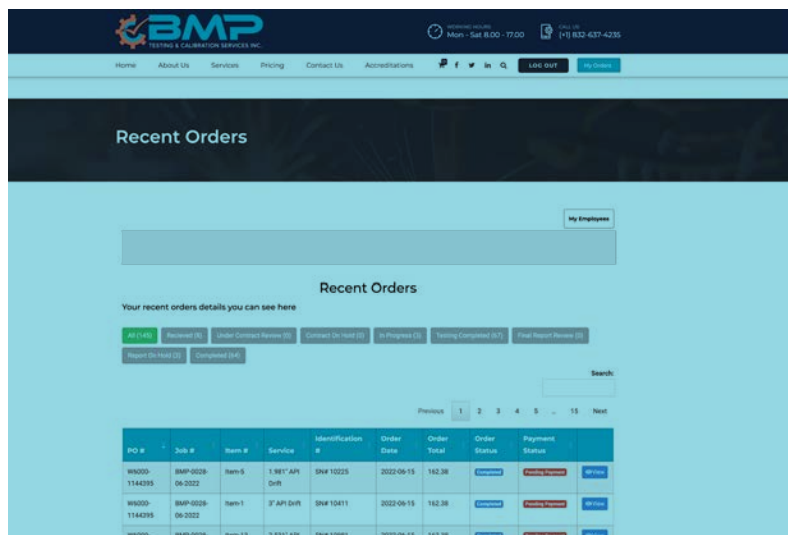 BMP
TESTING & CALIBRATION SERVICES INC.
WORKING HOURS
Mon - Sat 8.00 - 17.00
CALL US
(+1) 832-637-4235
Home About Us Services Pricing Contact Us Accreditations LOG OUT My Orders
Recent Orders
My Employees
Recent Orders
Your recent orders details you can see here
All (145) Recieved (8) Under Contract Review (0) Contract On Hold (0) In Progress (3) Testing Completed (67) Final Report Review (0)
Report On Hold (3) Completed (64)
Search:
Previous 1 2 3 4 5 ... 15 Next
PO # Job # Item # Service Identification # Order Date Order Total Order Status Payment Status
W6000-1144395 BMP-0028-06-2022 Item-5 1.981" API Drift SN# 10225 2022-06-15 162.38 Completed Pending Payment View
W6000-1144395 BMP-0028-06-2022 Item-1 3" API Drift SN# 10411 2022-06-15 162.38 Completed Pending Payment View